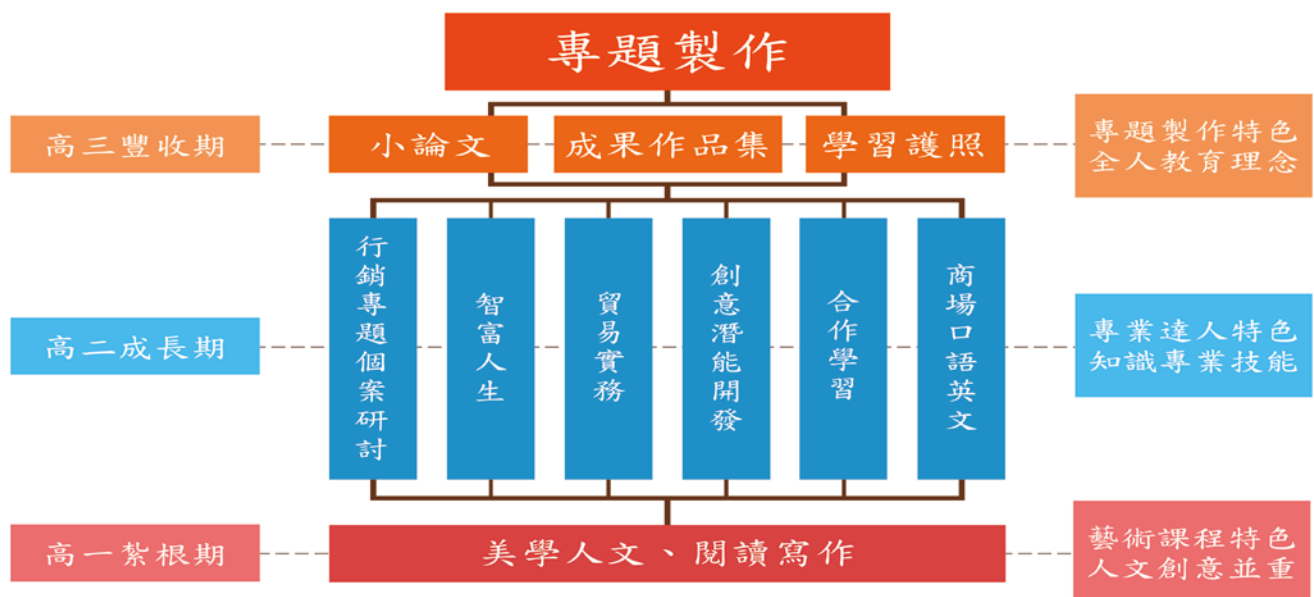 專題製作
高三豐收期
小論文
成果作品集
學習護照
專題製作特色
全人教育理念
高二成長期
行銷專題個案研討
智富人生
貿易實務
創意潛能開發
合作學習
商場口語英文
專業達人特色
知識專業技能
高一紮根期
美學人文、閱讀寫作
藝術課程特色
人文創意並重